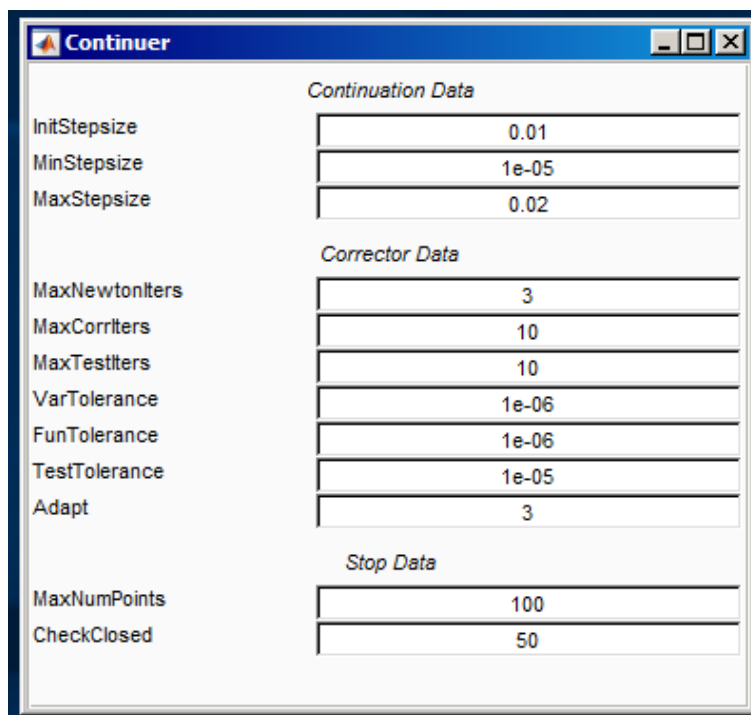 Continuer
Continuation Data
InitStepsize 0.01
MinStepsize 1e-05
MaxStepsize 0.02
Corrector Data
MaxNewtonIters 3
MaxCorrIters 10
MaxTestIters 10
VarTolerance 1e-06
FunTolerance 1e-06
TestTolerance 1e-05
Adapt 3
Stop Data
MaxNumPoints 100
CheckClosed 50